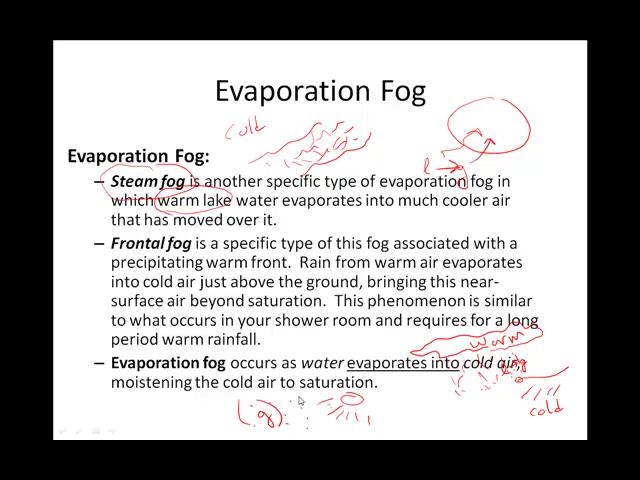 Evaporation Fog
cold
Evaporation Fog:
– Steam fog is another specific type of evaporation fog in
which warm lake water evaporates into much cooler air
that has moved over it.
– Frontal fog is a specific type of this fog associated with a
precipitating warm front. Rain from warm air evaporates
into cold air just above the ground, bringing this near-
surface air beyond saturation. This phenomenon is similar
to what occurs in your shower room and requires for a long
period warm rainfall.
warm
– Evaporation fog occurs as water evaporates into cold air,
moistening the cold air to saturation.
cold